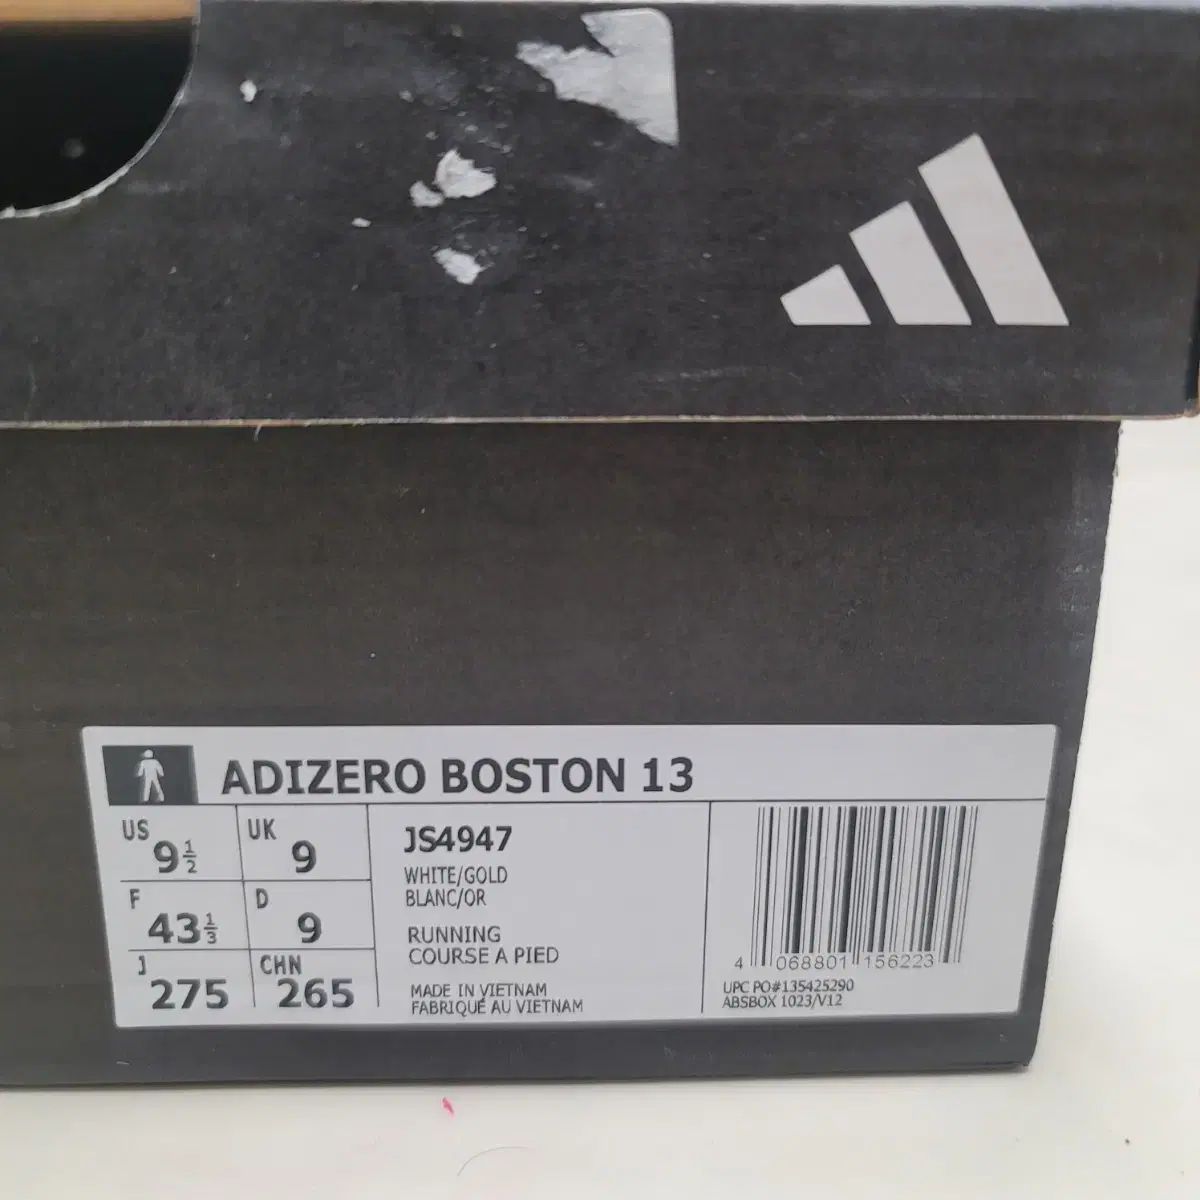 ADIZERO BOSTON 13
US 9½ UK 9
F 43⅓ D 9
J 275 CHN 265
JS4947
WHITE/GOLD
BLANC/OR
RUNNING
COURSE A PIED
MADE IN VIETNAM
FABRIQUÉ AU VIETNAM
4 068801 156223
UPC PO#135425290
ABSBOX 1023/V12